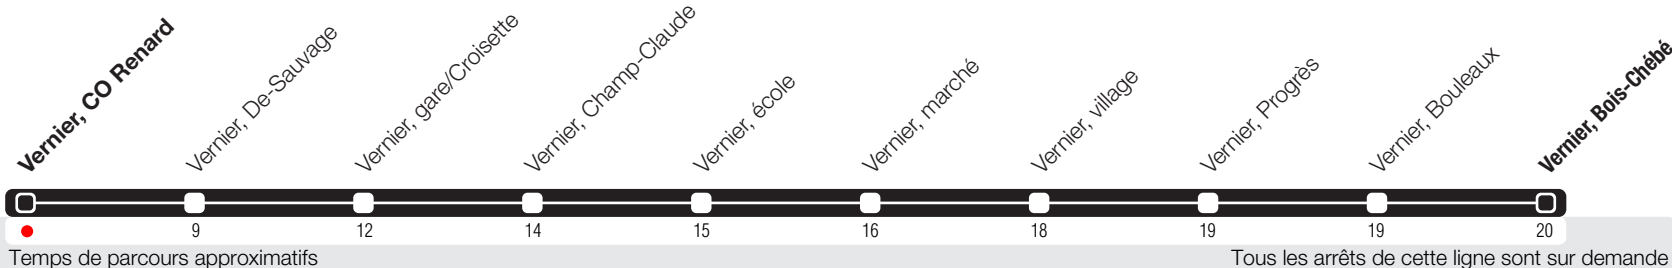 Vernier, CO Renard
Vernier, De-Sauvage
Vernier, gare/Croisette
Vernier, Champ-Claude
Vernier, école
Vernier, marché
Vernier, village
Vernier, Progrès
Vernier, Bouleaux
Vernier, Bois-Chébé
9 12 14 15 16 18 19 19 20
Temps de parcours approximatifs
Tous les arrêts de cette ligne sont sur demande